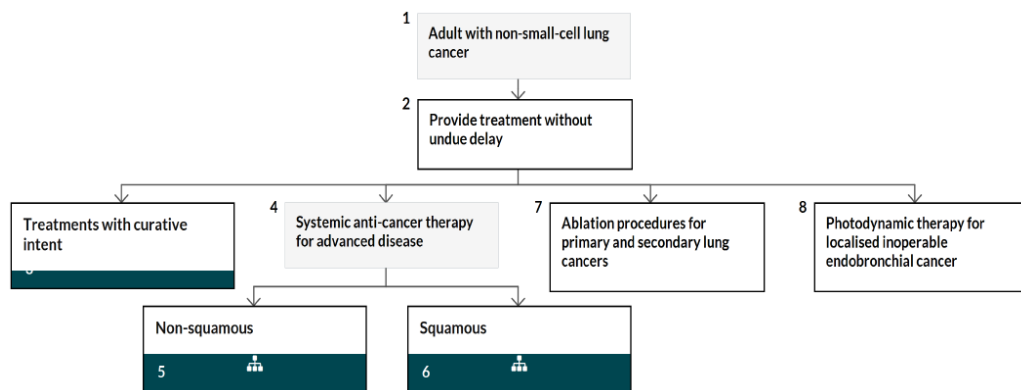 1
Adult with non-small-cell lung
cancer
2
Provide treatment without
undue delay
Treatments with curative
intent
4
Systemic anti-cancer therapy
for advanced disease
7
Ablation procedures for
primary and secondary lung
cancers
8
Photodynamic therapy for
localised inoperable
endobronchial cancer
Non-squamous
5
Squamous
6